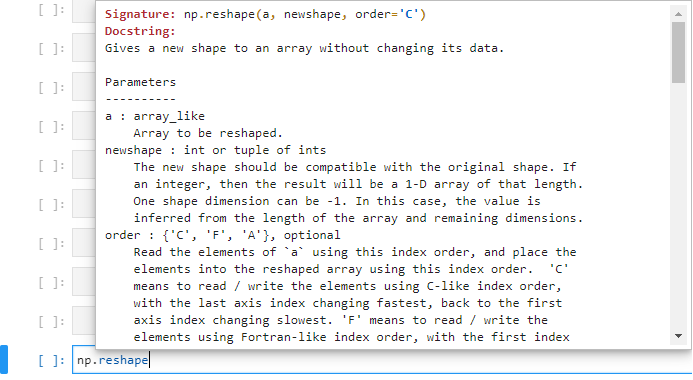 [ ]:
Signature: np.reshape(a, newshape, order='C')
Docstring:
[ ]:
Gives a new shape to an array without changing its data.
[ ]:
Parameters
----------
[ ]:
a : array_like
Array to be reshaped.
[ ]:
newshape : int or tuple of ints
The new shape should be compatible with the original shape. If
an integer, then the result will be a 1-D array of that length.
[ ]:
One shape dimension can be -1. In this case, the value is
inferred from the length of the array and remaining dimensions.
[ ]:
order : {'C', 'F', 'A'}, optional
Read the elements of `a` using this index order, and place the
elements into the reshaped array using this index order.  'C'
[ ]:
means to read / write the elements using C-like index order,
with the last axis index changing fastest, back to the first
[ ]:
axis index changing slowest. 'F' means to read / write the
elements using Fortran-like index order, with the first index
[ ]: np.reshape